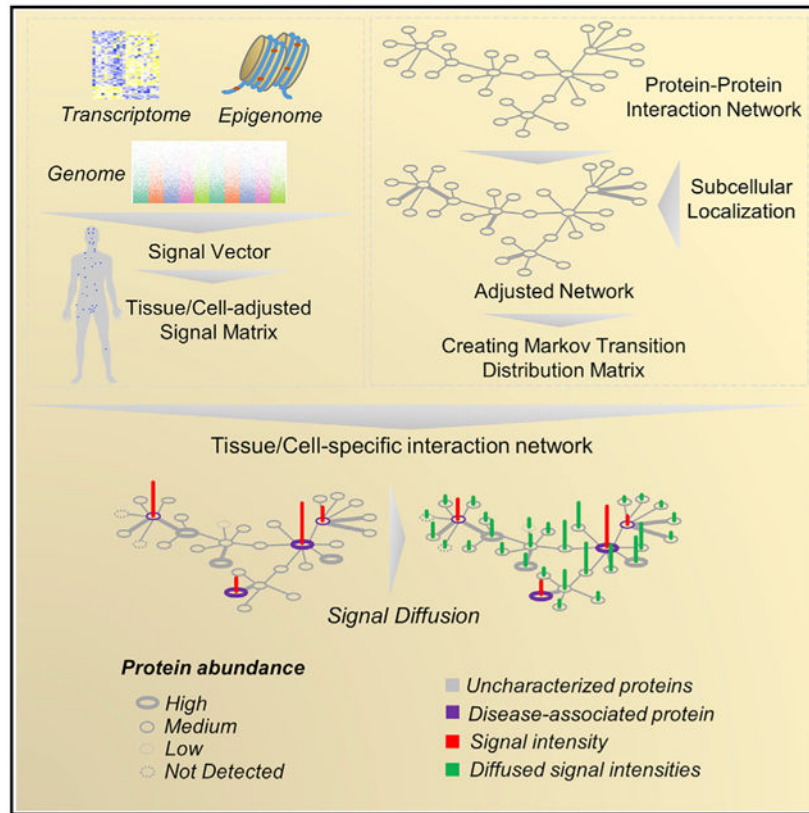 Transcriptome
Epigenome
Genome
Signal Vector
Tissue/Cell-adjusted
Signal Matrix
Protein-Protein
Interaction Network
Subcellular
Localization
Adjusted Network
Creating Markov Transition
Distribution Matrix
Tissue/Cell-specific interaction network
Signal Diffusion
Protein abundance
High
Medium
Low
Not Detected
Uncharacterized proteins
Disease-associated protein
Signal intensity
Diffused signal intensities